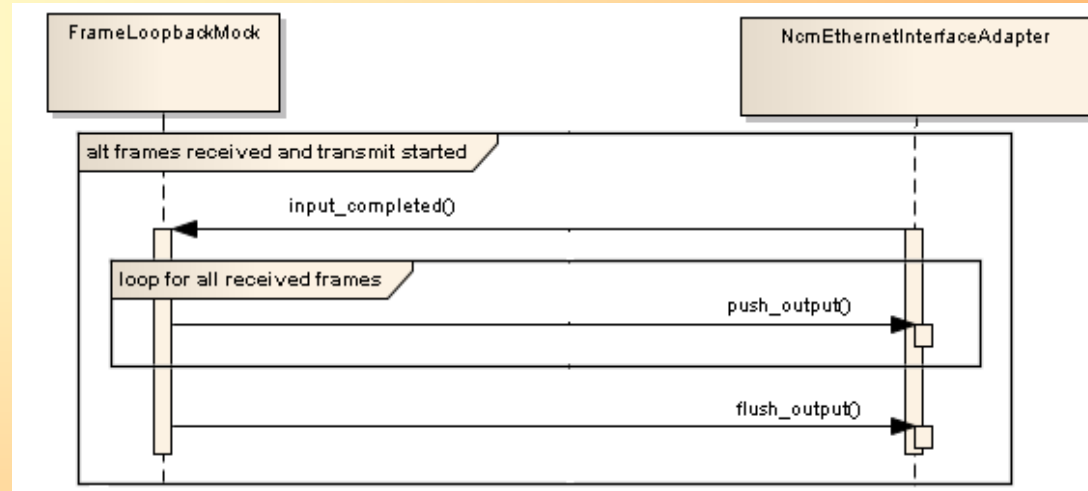 FrameLoopbackMock
NcmEthernetInterfaceAdapter
alt frames received and transmit started
input_completed()
loop for all received frames
push_output()
flush_output()